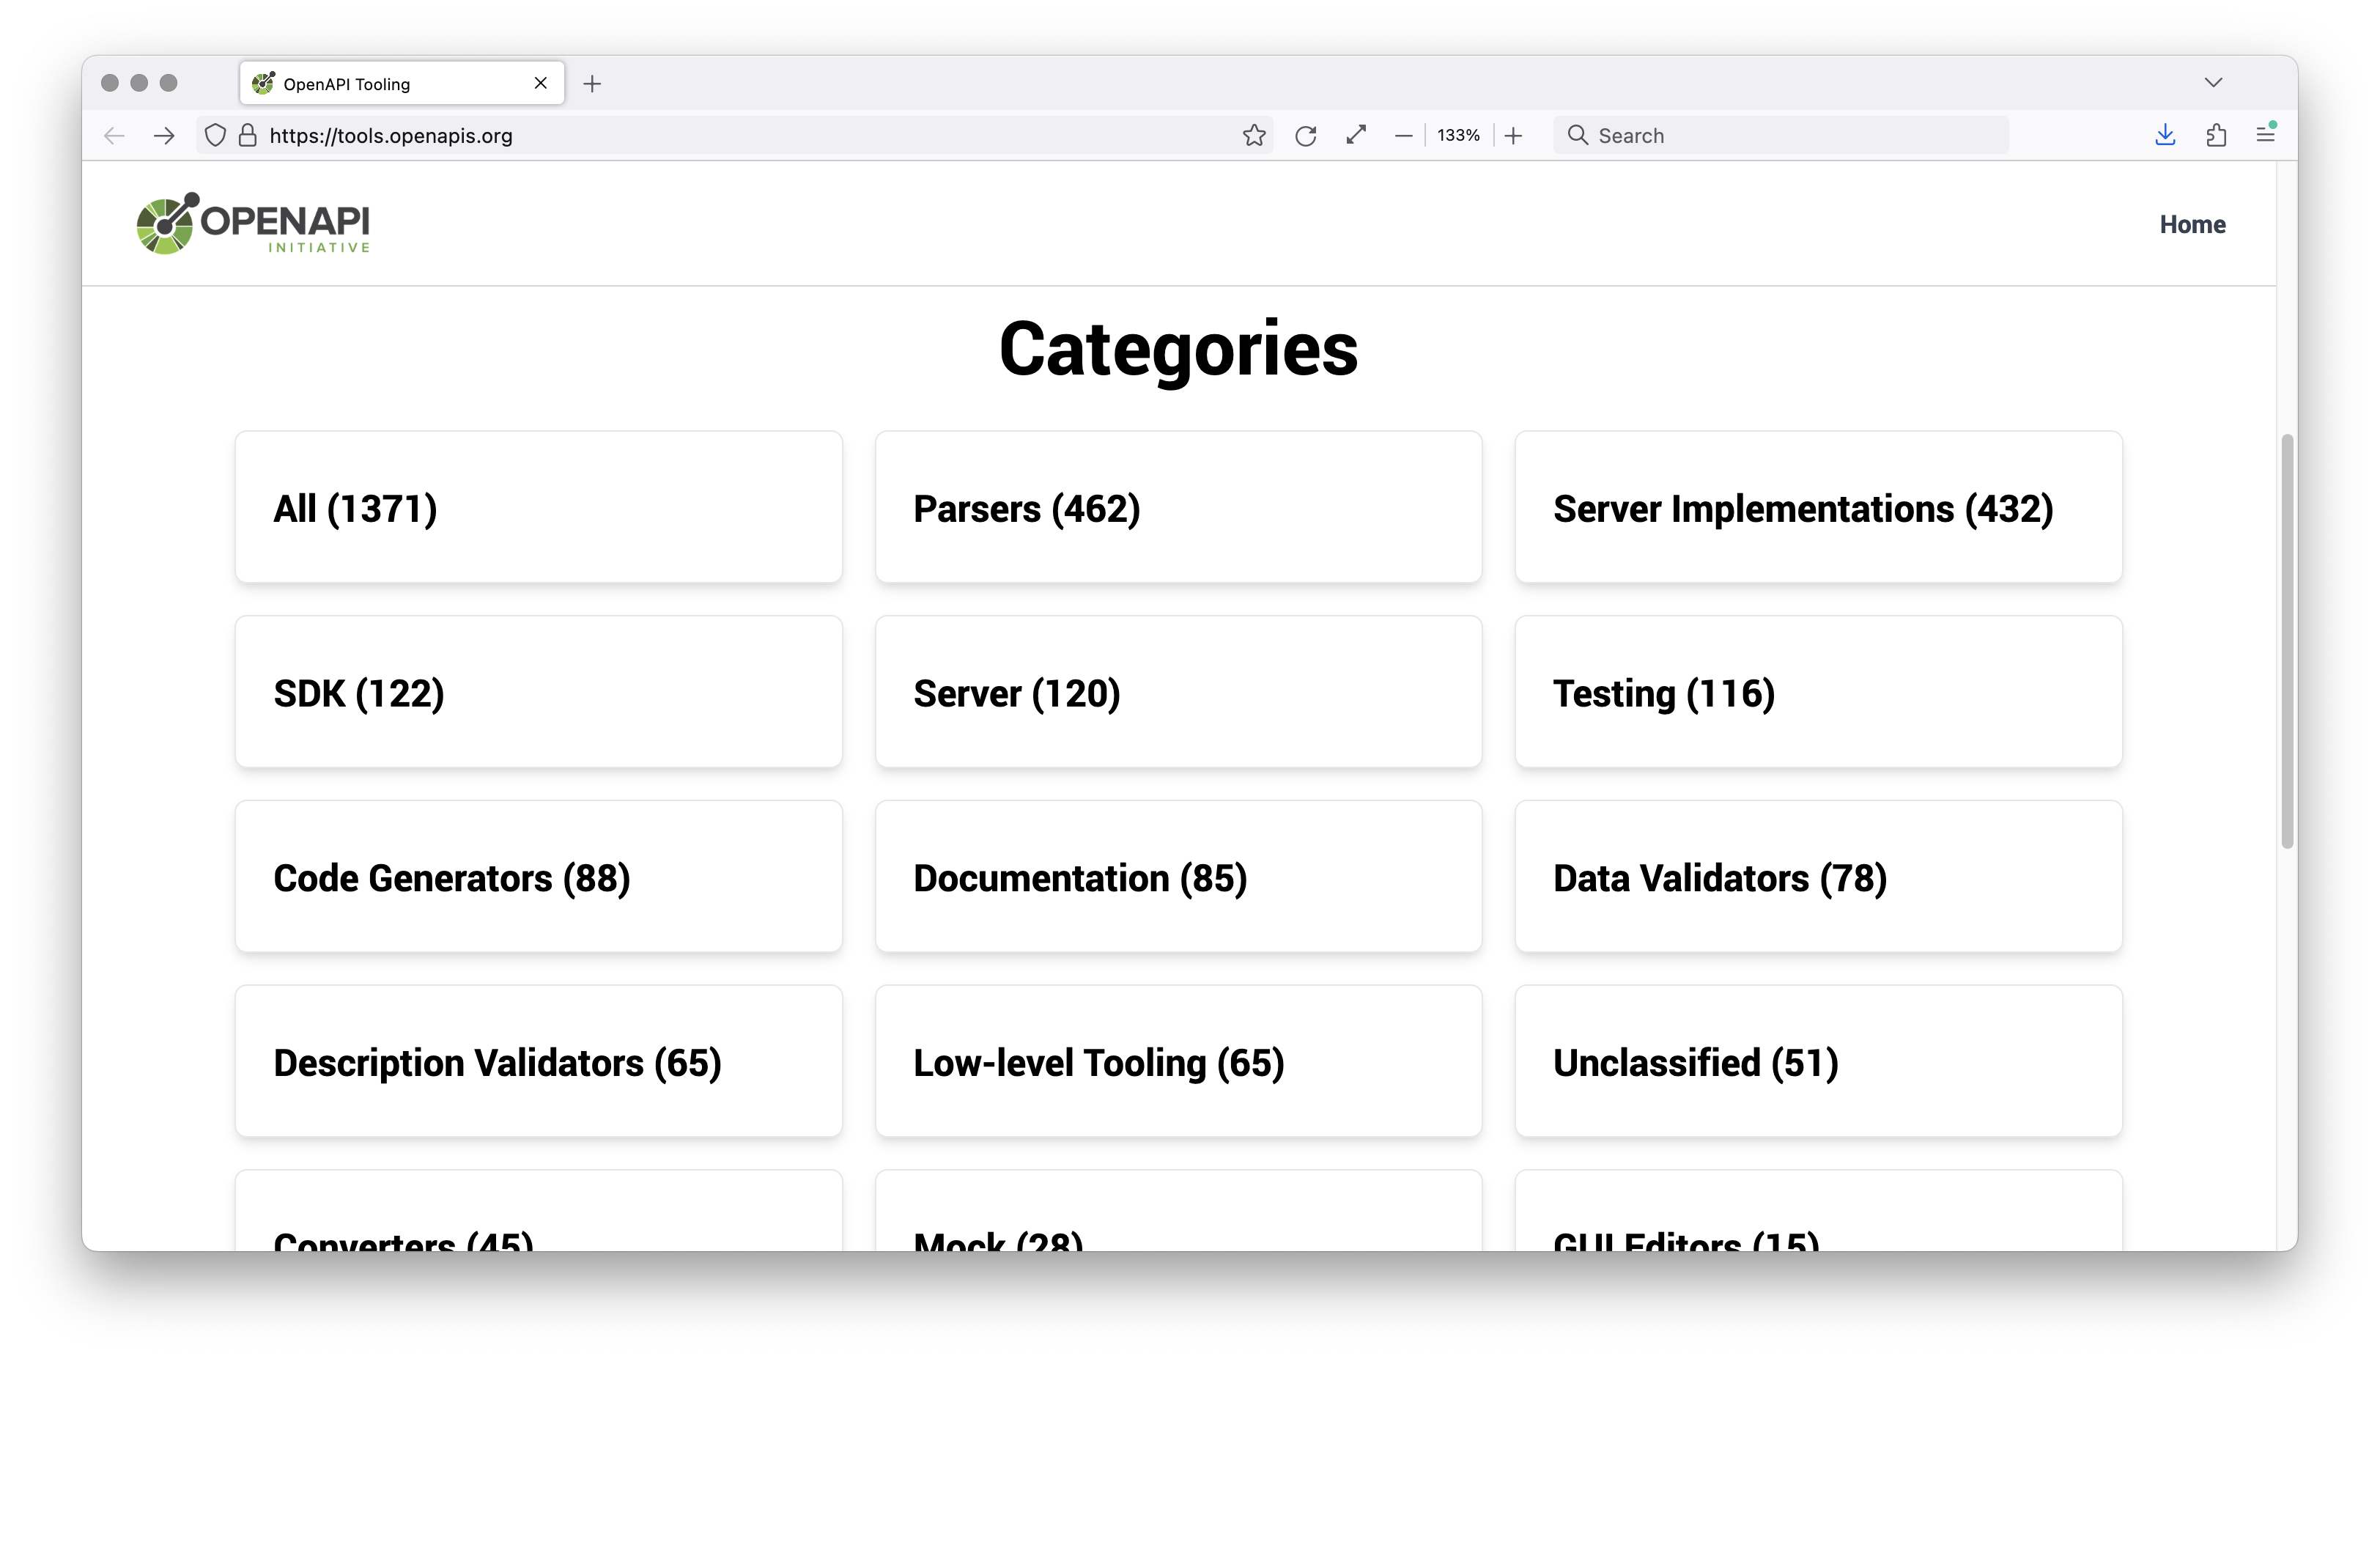 OpenAPI Tooling
https://tools.openapis.org
133%
Search
OPENAPI
INITIATIVE
Home
Categories
All (1371)
Parsers (462)
Server Implementations (432)
SDK (122)
Server (120)
Testing (116)
Code Generators (88)
Documentation (85)
Data Validators (78)
Description Validators (65)
Low-level Tooling (65)
Unclassified (51)
Converters (45)
Mock (28)
GUI Editors (15)